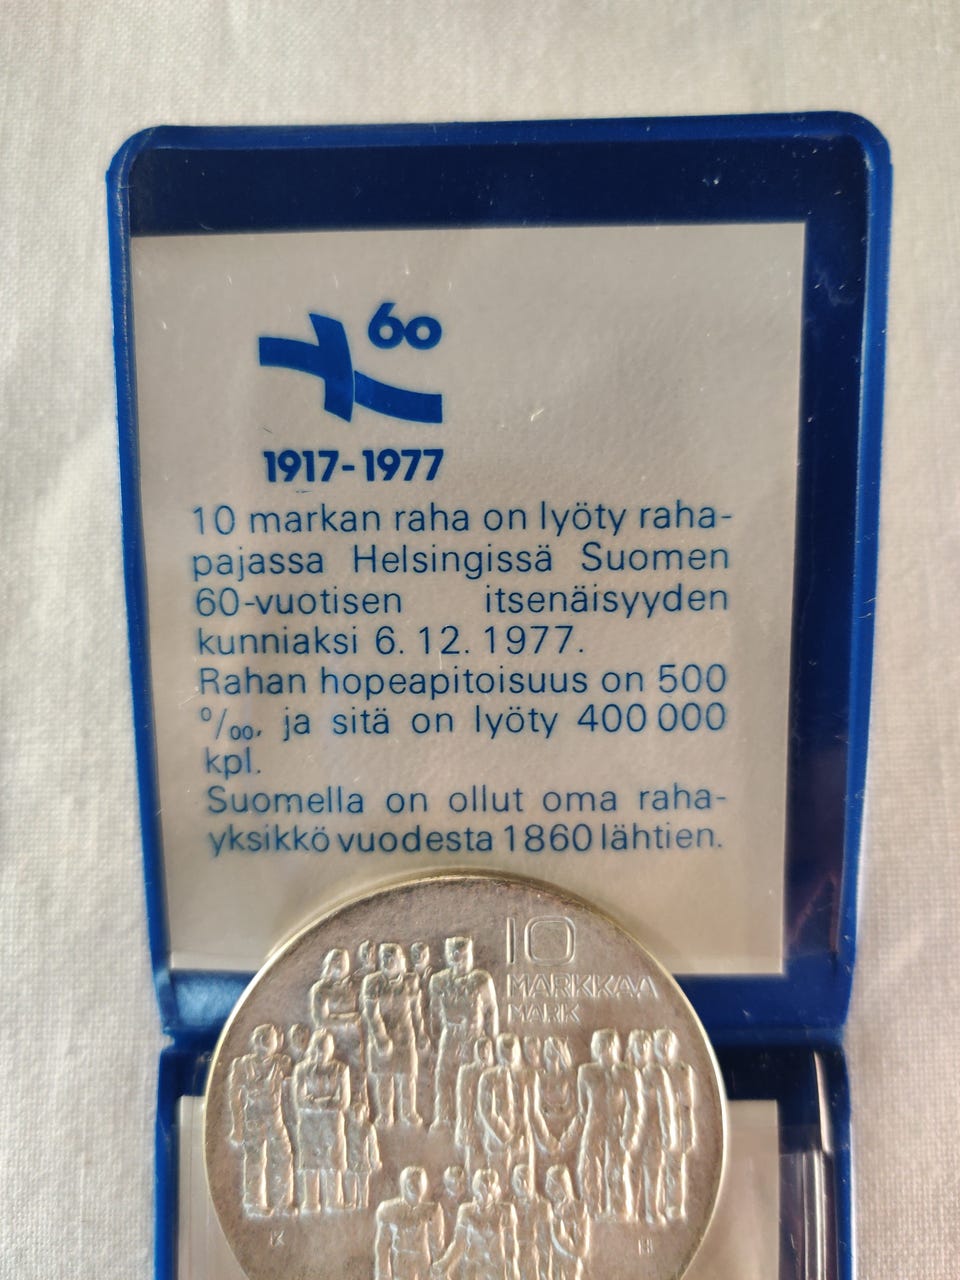 60
1917-1977
10 markan raha on lyöty raha-
pajassa Helsingissä Suomen
60-vuotisen itsenäisyyden
kunniaksi 6. 12. 1977.
Rahan hopeapitoisuus on 500
⁰/₀₀, ja sitä on lyöty 400 000
kpl.
Suomella on ollut oma raha-
yksikkö vuodesta 1860 lähtien.
10
MARKKAA
MARK
K H